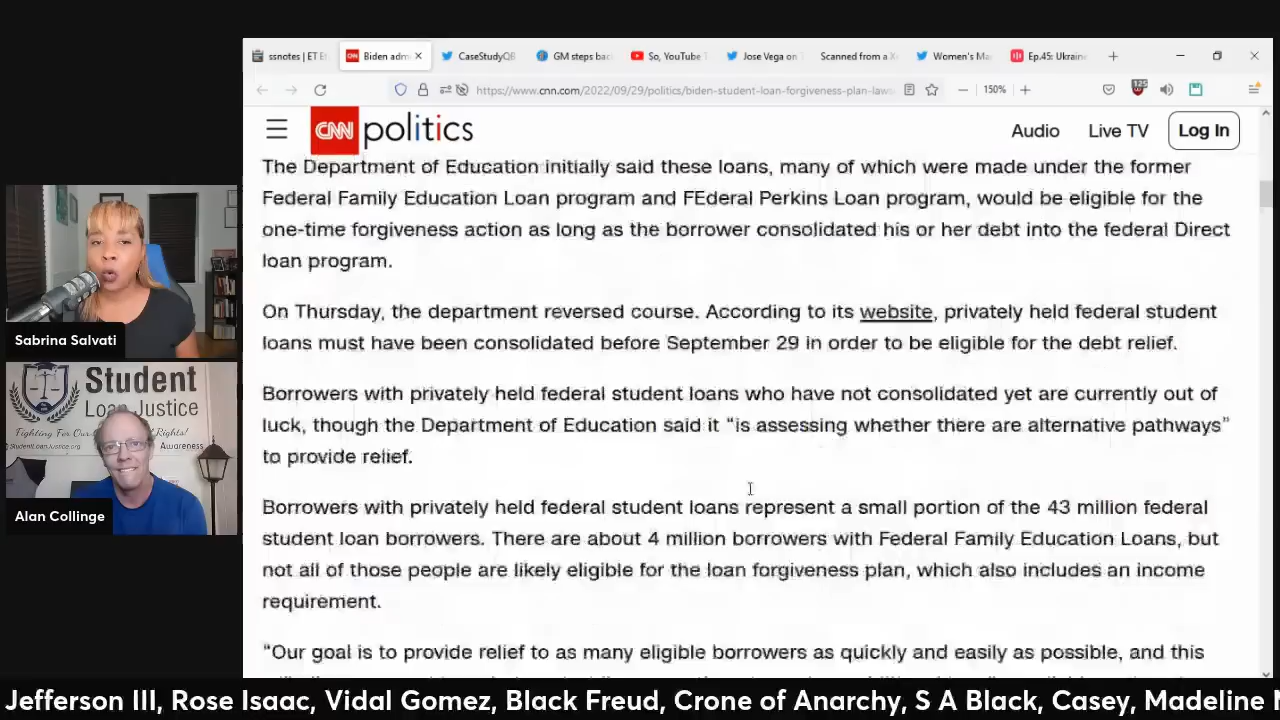 ssnotes | ET Es
Biden adm
CaseStudyQB
GM steps bac
So, YouTube T
Jose Vega on T
Scanned from a Xe
Women's Mar
Ep.45: Ukraine
https://www.cnn.com/2022/09/29/politics/biden-student-loan-forgiveness-plan-laws
150%
CNN politics
Audio
Live TV
Log In
The Department of Education initially said these loans, many of which were made under the former
Federal Family Education Loan program and FEderal Perkins Loan program, would be eligible for the
one-time forgiveness action as long as the borrower consolidated his or her debt into the federal Direct
loan program.
On Thursday, the department reversed course. According to its website, privately held federal student
loans must have been consolidated before September 29 in order to be eligible for the debt relief.
Borrowers with privately held federal student loans who have not consolidated yet are currently out of
luck, though the Department of Education said it “is assessing whether there are alternative pathways”
to provide relief.
Borrowers with privately held federal student loans represent a small portion of the 43 million federal
student loan borrowers. There are about 4 million borrowers with Federal Family Education Loans, but
not all of those people are likely eligible for the loan forgiveness plan, which also includes an income
requirement.
“Our goal is to provide relief to as many eligible borrowers as quickly and easily as possible, and this
Sabrina Salvati
Student
Loan Justice
Fighting For Our Rights!
StudentLoanJustice.org
Awareness
Alan Collinge
Jefferson III, Rose Isaac, Vidal Gomez, Black Freud, Crone of Anarchy, S A Black, Casey, Madeline